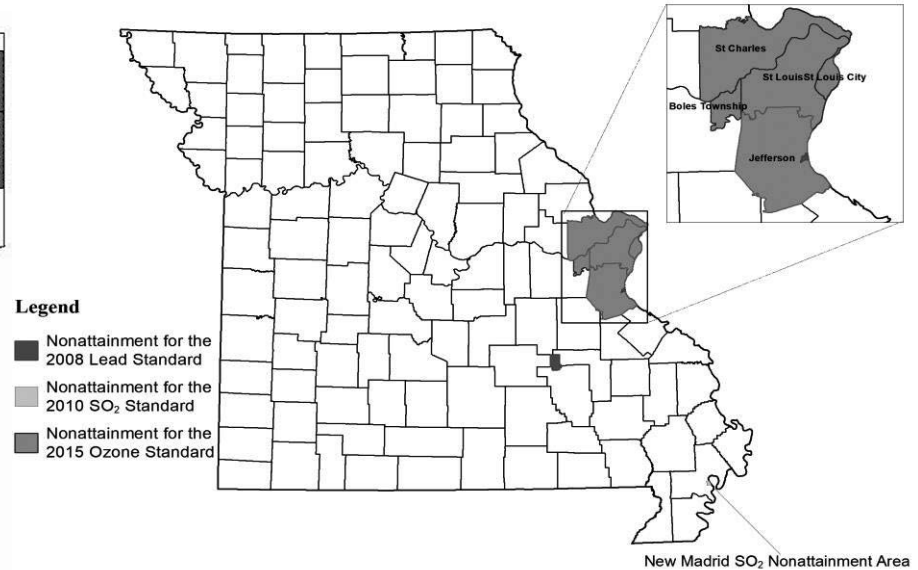 St Charles
St Louis
St Louis City
Boles Township
Jefferson
Legend
Nonattainment for the
2008 Lead Standard
Nonattainment for the
2010 SO₂ Standard
Nonattainment for the
2015 Ozone Standard
New Madrid SO₂ Nonattainment Area